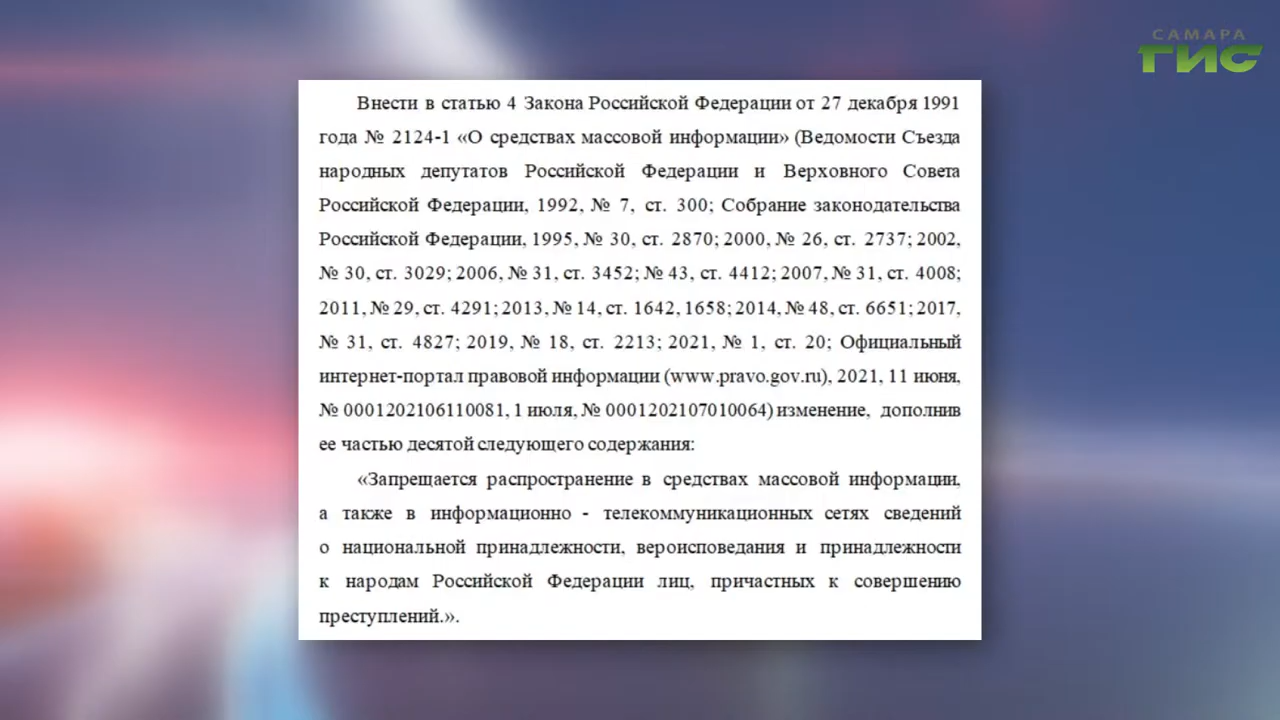 САМАРА
ГИС
Внести в статью 4 Закона Российской Федерации от 27 декабря 1991
года № 2124-1 «О средствах массовой информации» (Ведомости Съезда
народных депутатов Российской Федерации и Верховного Совета
Российской Федерации, 1992, № 7, ст. 300; Собрание законодательства
Российской Федерации, 1995, № 30, ст. 2870; 2000, № 26, ст. 2737; 2002,
№ 30, ст. 3029; 2006, № 31, ст. 3452; № 43, ст. 4412; 2007, № 31, ст. 4008;
2011, № 29, ст. 4291; 2013, № 14, ст. 1642, 1658; 2014, № 48, ст. 6651; 2017,
№ 31, ст. 4827; 2019, № 18, ст. 2213; 2021, № 1, ст. 20; Официальный
интернет-портал правовой информации (www.pravo.gov.ru), 2021, 11 июня,
№ 0001202106110081, 1 июля, № 0001202107010064) изменение, дополнив
ее частью десятой следующего содержания:
«Запрещается распространение в средствах массовой информации,
а также в информационно - телекоммуникационных сетях сведений
о национальной принадлежности, вероисповедания и принадлежности
к народам Российской Федерации лиц, причастных к совершению
преступлений.».